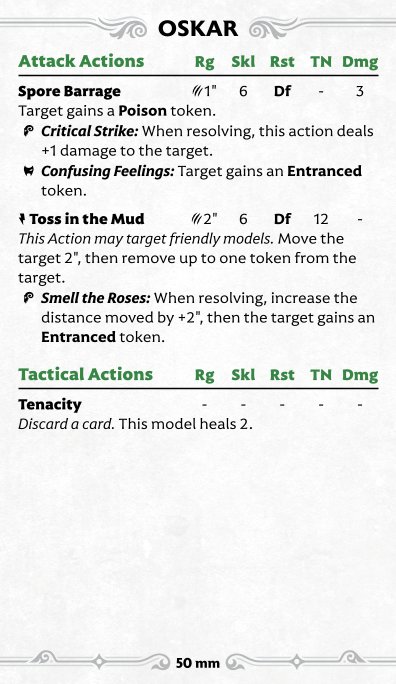 OSKAR
Attack Actions Rg Skl Rst TN Dmg
Spore Barrage 1" 6 Df - 3
Target gains a Poison token.
Critical Strike: When resolving, this action deals
+1 damage to the target.
Confusing Feelings: Target gains an Entranced
token.
Toss in the Mud 2" 6 Df 12 -
This Action may target friendly models. Move the
target 2", then remove up to one token from the
target.
Smell the Roses: When resolving, increase the
distance moved by +2", then the target gains an
Entranced token.
Tactical Actions Rg Skl Rst TN Dmg
Tenacity - - - - -
Discard a card. This model heals 2.
50 mm